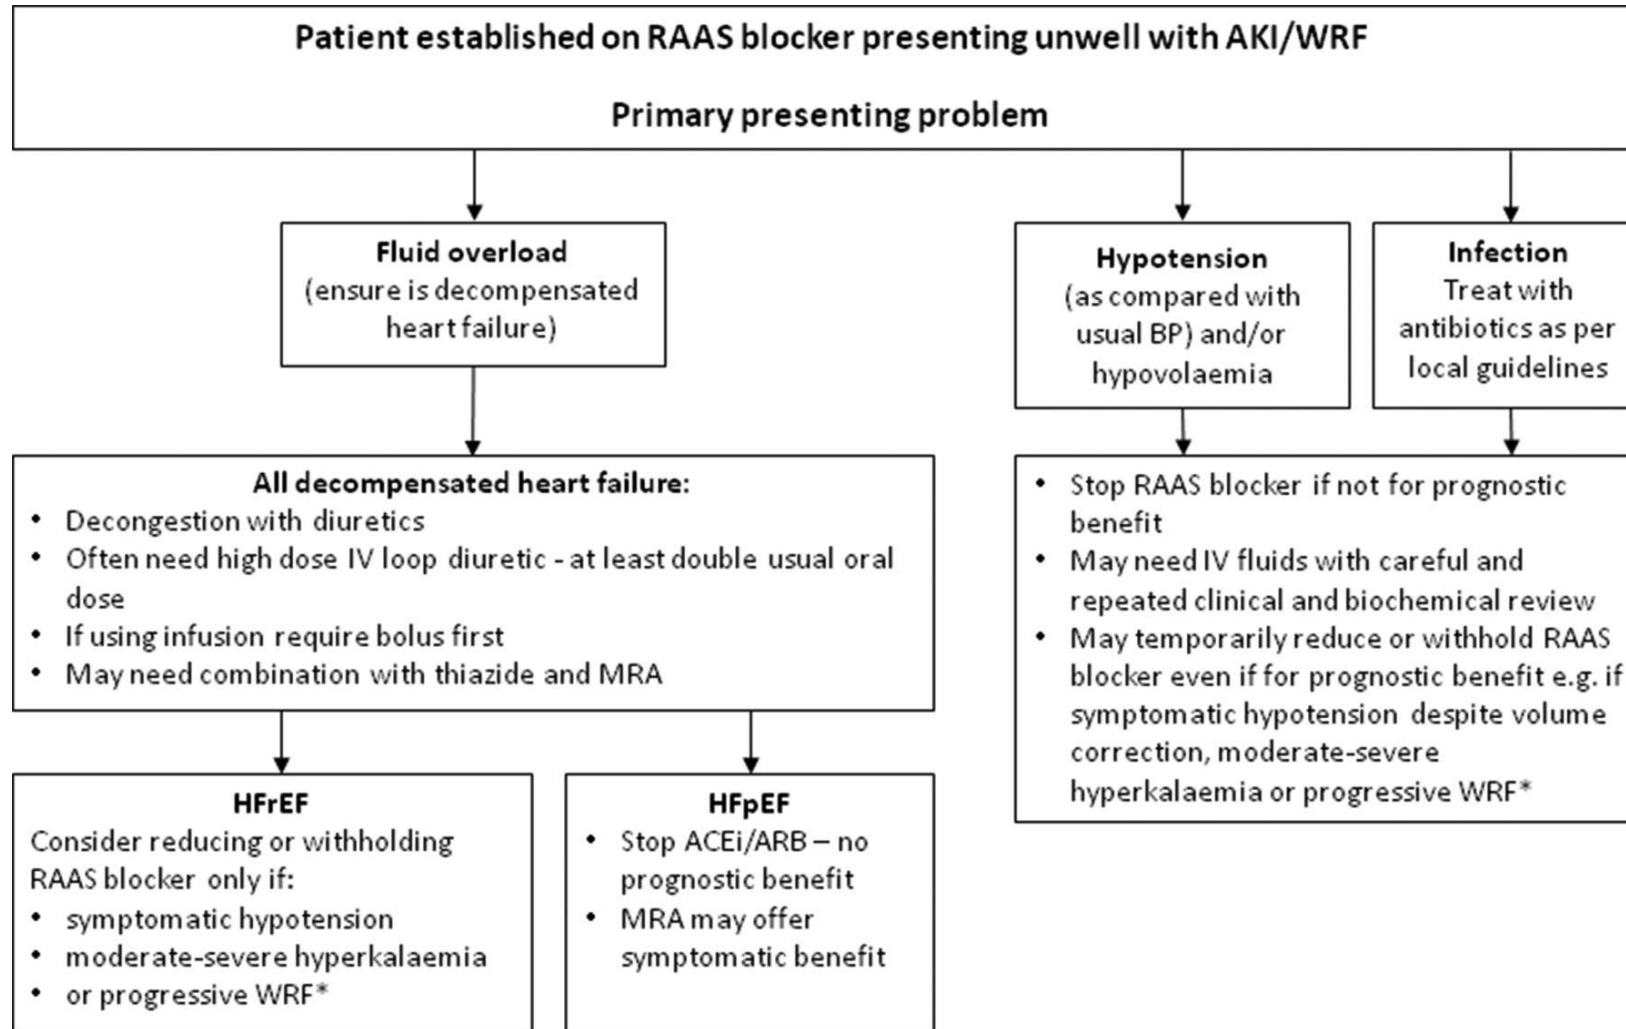 Patient established on RAAS blocker presenting unwell with AKI/WRF
Primary presenting problem
Fluid overload
(ensure is decompensated
heart failure)
Hypotension
(as compared with
usual BP) and/or
hypovolaemia
Infection
Treat with
antibiotics as per
local guidelines
All decompensated heart failure:
• Decongestion with diuretics
• Often need high dose IV loop diuretic - at least double usual oral
dose
• If using infusion require bolus first
• May need combination with thiazide and MRA
• Stop RAAS blocker if not for prognostic
benefit
• May need IV fluids with careful and
repeated clinical and biochemical review
• May temporarily reduce or withhold RAAS
blocker even if for prognostic benefit e.g. if
symptomatic hypotension despite volume
correction, moderate-severe
hyperkalaemia or progressive WRF*
HFrEF
Consider reducing or withholding
RAAS blocker only if:
• symptomatic hypotension
• moderate-severe hyperkalaemia
• or progressive WRF*
HFpEF
• Stop ACEi/ARB – no
prognostic benefit
• MRA may offer
symptomatic benefit